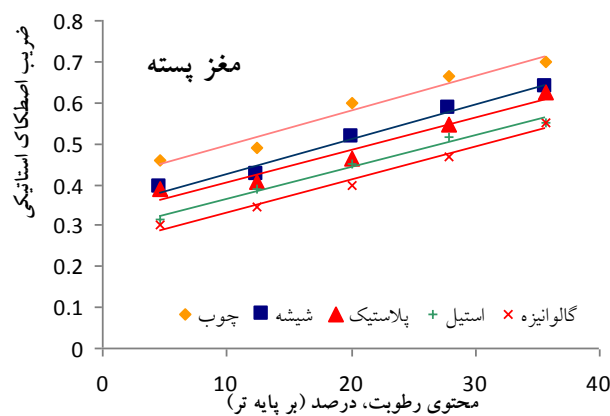 مغز پسته
ضریب اصطکاک استاتیکی
0.8
0.7
0.6
0.5
0.4
0.3
0.2
0.1
0
چوب شیشه پلاستیک استیل گالوانیزه
0 10 20 30 40
محتوی رطوبت، درصد (بر پایه تر)